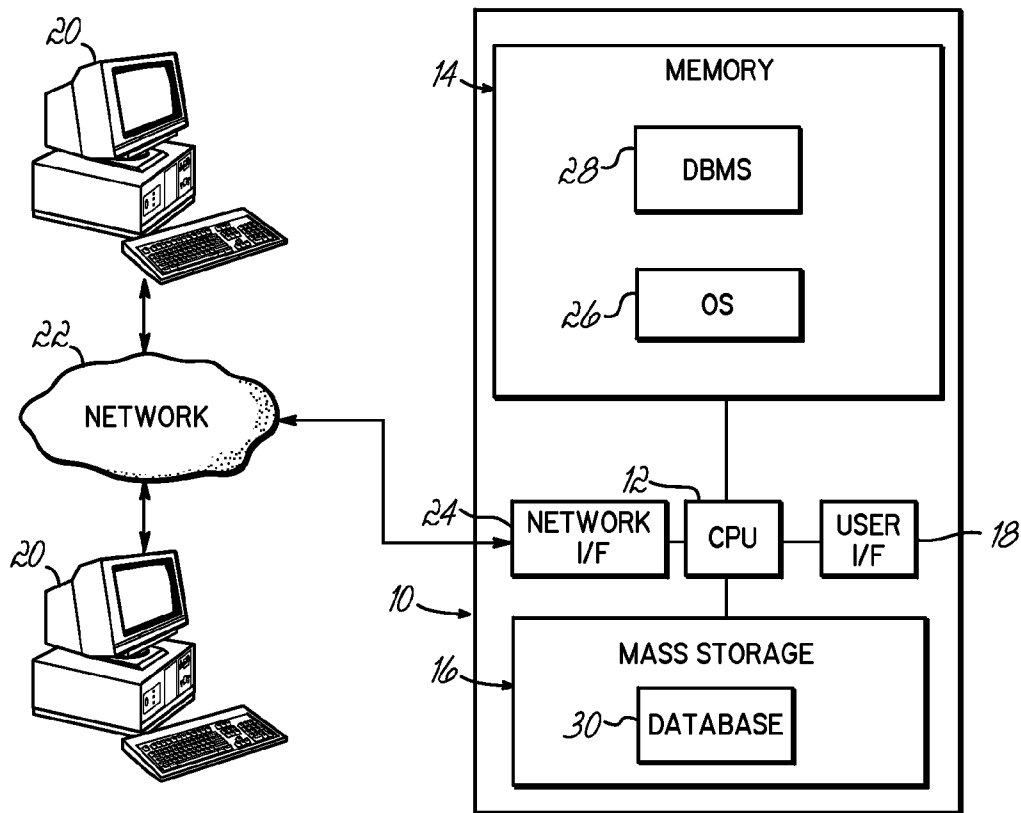 20
14
MEMORY
28
DBMS
26
OS
22
NETWORK
12
24
NETWORK
I/F
CPU
USER
I/F
18
20
10
16
MASS STORAGE
30
DATABASE